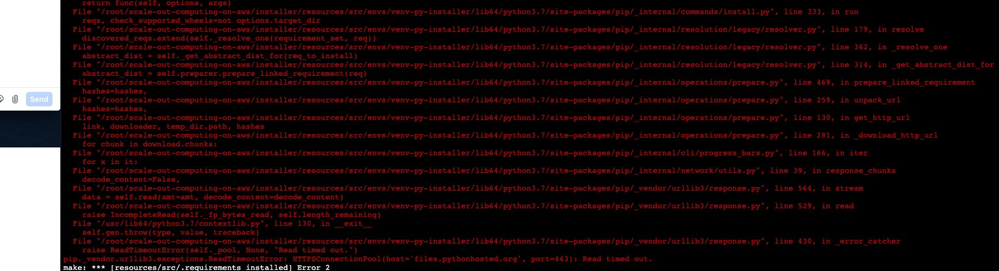 return func(self, options, args)
File "/root/scale-out-computing-on-aws/installer/resources/src/envs/venv-py-installer/lib64/python3.7/site-packages/pip/_internal/commands/install.py", line 333, in run
reqs, check_supported_wheels=not options.target_dir
File "/root/scale-out-computing-on-aws/installer/resources/src/envs/venv-py-installer/lib64/python3.7/site-packages/pip/_internal/resolution/legacy/resolver.py", line 179, in resolve
discovered_reqs.extend(self._resolve_one(requirement_set, req))
File "/root/scale-out-computing-on-aws/installer/resources/src/envs/venv-py-installer/lib64/python3.7/site-packages/pip/_internal/resolution/legacy/resolver.py", line 362, in _resolve_one
abstract_dist = self._get_abstract_dist_for(req_to_install)
File "/root/scale-out-computing-on-aws/installer/resources/src/envs/venv-py-installer/lib64/python3.7/site-packages/pip/_internal/resolution/legacy/resolver.py", line 314, in _get_abstract_dist_for
abstract_dist = self.preparer.prepare_linked_requirement(req)
File "/root/scale-out-computing-on-aws/installer/resources/src/envs/venv-py-installer/lib64/python3.7/site-packages/pip/_internal/operations/prepare.py", line 469, in prepare_linked_requirement
hashes=hashes,
File "/root/scale-out-computing-on-aws/installer/resources/src/envs/venv-py-installer/lib64/python3.7/site-packages/pip/_internal/operations/prepare.py", line 259, in unpack_url
hashes=hashes,
File "/root/scale-out-computing-on-aws/installer/resources/src/envs/venv-py-installer/lib64/python3.7/site-packages/pip/_internal/operations/prepare.py", line 130, in get_http_url
link, downloader, temp_dir.path, hashes
File "/root/scale-out-computing-on-aws/installer/resources/src/envs/venv-py-installer/lib64/python3.7/site-packages/pip/_internal/operations/prepare.py", line 281, in _download_http_url
for chunk in download.chunks:
File "/root/scale-out-computing-on-aws/installer/resources/src/envs/venv-py-installer/lib64/python3.7/site-packages/pip/_internal/cli/progress_bars.py", line 166, in iter
for x in it:
File "/root/scale-out-computing-on-aws/installer/resources/src/envs/venv-py-installer/lib64/python3.7/site-packages/pip/_internal/network/utils.py", line 39, in response_chunks
decode_content=False,
File "/root/scale-out-computing-on-aws/installer/resources/src/envs/venv-py-installer/lib64/python3.7/site-packages/pip/_vendor/urllib3/response.py", line 564, in stream
data = self.read(amt=amt, decode_content=decode_content)
File "/root/scale-out-computing-on-aws/installer/resources/src/envs/venv-py-installer/lib64/python3.7/site-packages/pip/_vendor/urllib3/response.py", line 529, in read
raise IncompleteRead(self._fp_bytes_read, self.length_remaining)
File "/usr/lib64/python3.7/contextlib.py", line 130, in __exit__
self.gen.throw(type, value, traceback)
File "/root/scale-out-computing-on-aws/installer/resources/src/envs/venv-py-installer/lib64/python3.7/site-packages/pip/_vendor/urllib3/response.py", line 430, in _error_catcher
raise ReadTimeoutError(self._pool, None, "Read timed out.")
pip._vendor.urllib3.exceptions.ReadTimeoutError: HTTPSConnectionPool(host='files.pythonhosted.org', port=443): Read timed out.
make: *** [resources/src/.requirements_installed] Error 2
Send